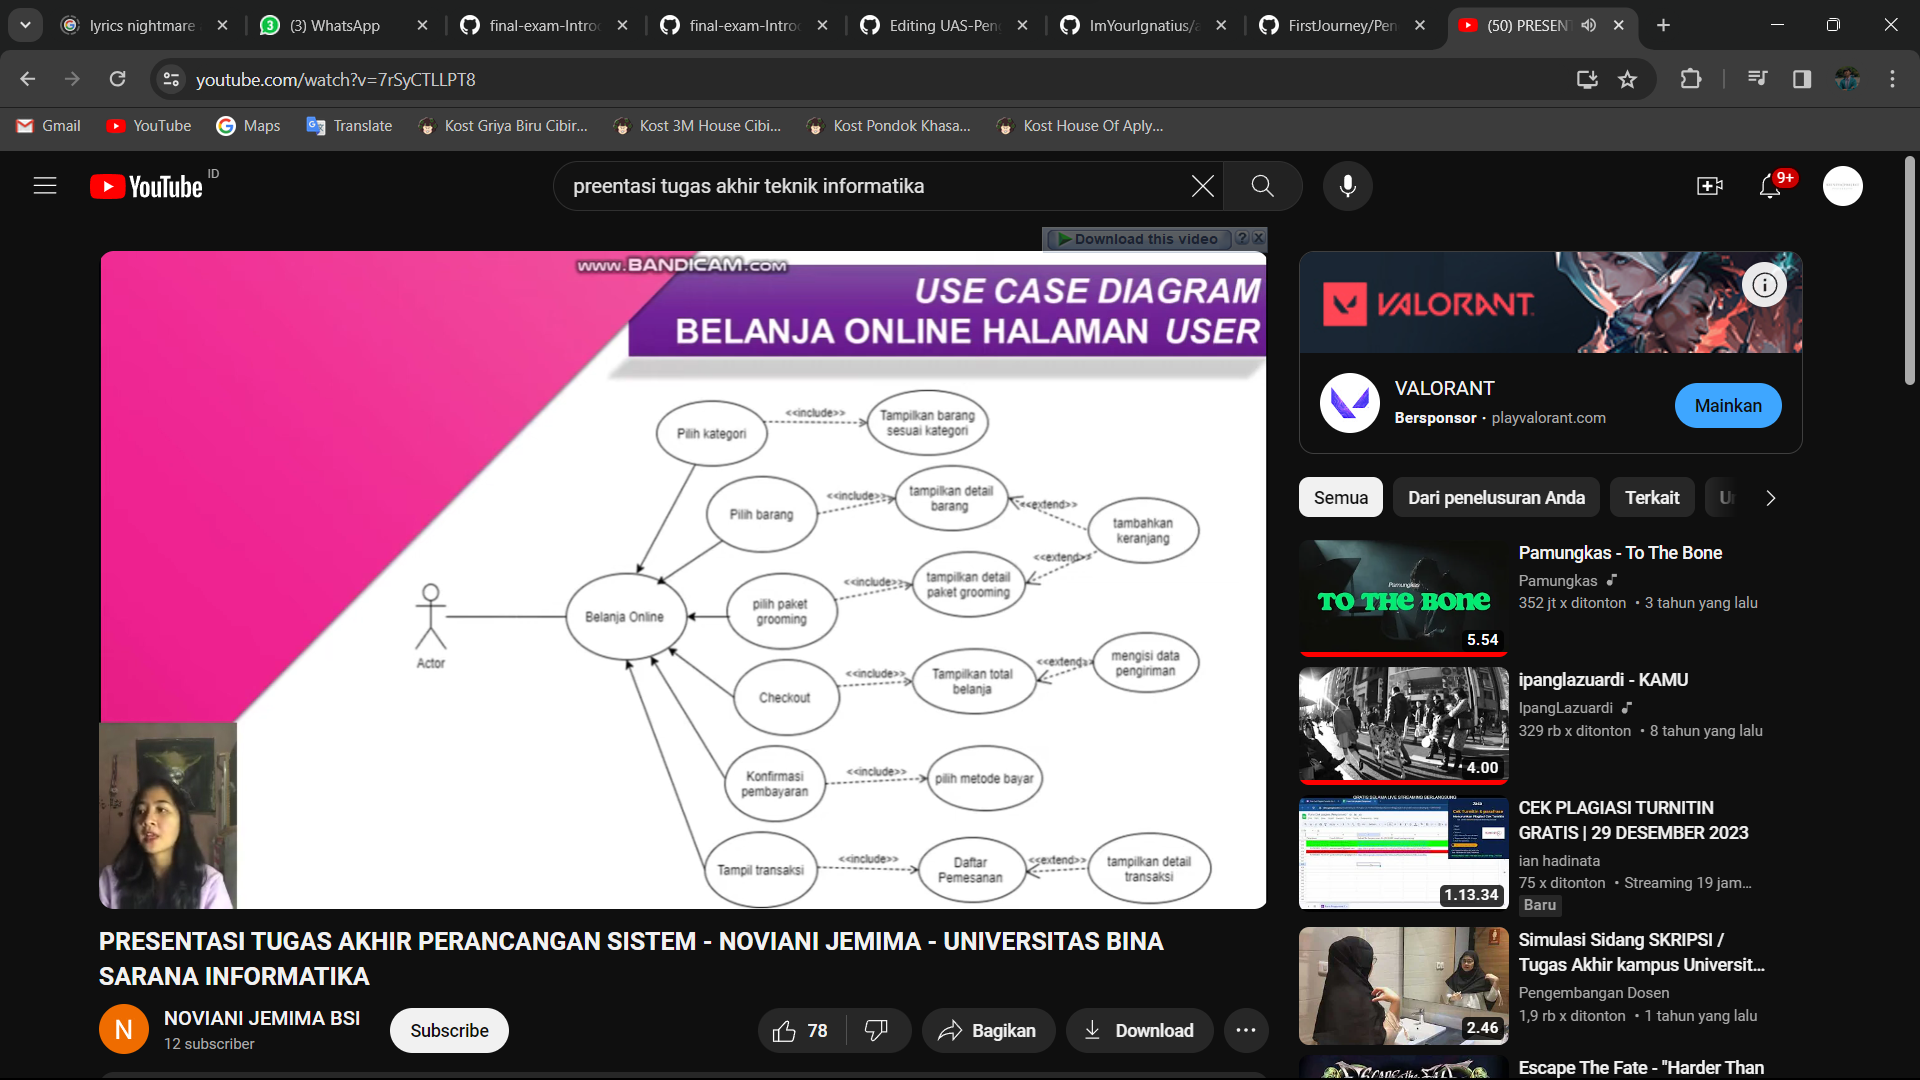 lyrics nightmare
(3) WhatsApp
final-exam-Intro
final-exam-Intro
Editing UAS-Pen
ImYourIgnatius/a
FirstJourney/Pen
(50) PRESEN
youtube.com/watch?v=7rSyCTLLPT8
Gmail
YouTube
Maps
Translate
Kost Griya Biru Cibir...
Kost 3M House Cibi...
Kost Pondok Khasa...
Kost House Of Aply...
YouTube ID
preentasi tugas akhir teknik informatika
9+
Download this video
www.BANDICAM.com
USE CASE DIAGRAM
BELANJA ONLINE HALAMAN USER
Pilih kategori
<<include>>
Tampilkan barang
sesuai kategori
Pilih barang
<<include>>
tampilkan detail
barang
<<extend>>
tambahkan
keranjang
pilih paket
grooming
<<include>>
tampilkan detail
paket grooming
<<extend>>
Actor
Belanja Online
Checkout
<<include>>
Tampilkan total
belanja
<<extend>>
mengisi data
pengiriman
Konfirmasi
pembayaran
<<include>>
pilih metode bayar
Tampil transaksi
<<include>>
Daftar
Pemesanan
<<extend>>
tampilkan detail
transaksi
PRESENTASI TUGAS AKHIR PERANCANGAN SISTEM - NOVIANI JEMIMA - UNIVERSITAS BINA
SARANA INFORMATIKA
N
NOVIANI JEMIMA BSI
12 subscriber
Subscribe
78
Bagikan
Download
VALORANT
VALORANT
Bersponsor · playvalorant.com
Mainkan
Semua
Dari penelusuran Anda
Terkait
Pamungkas
TO THE BONE
5.54
Pamungkas - To The Bone
Pamungkas
352 jt x ditonton • 3 tahun yang lalu
4.00
ipanglazuardi - KAMU
IpangLazuardi
329 rb x ditonton • 8 tahun yang lalu
1.13.34
CEK PLAGIASI TURNITIN
GRATIS | 29 DESEMBER 2023
ian hadinata
75 x ditonton • Streaming 19 jam...
Baru
2.46
Simulasi Sidang SKRIPSI /
Tugas Akhir kampus Universit...
Pengembangan Dosen
1,9 rb x ditonton • 1 tahun yang lalu
Escape The Fate - "Harder Than